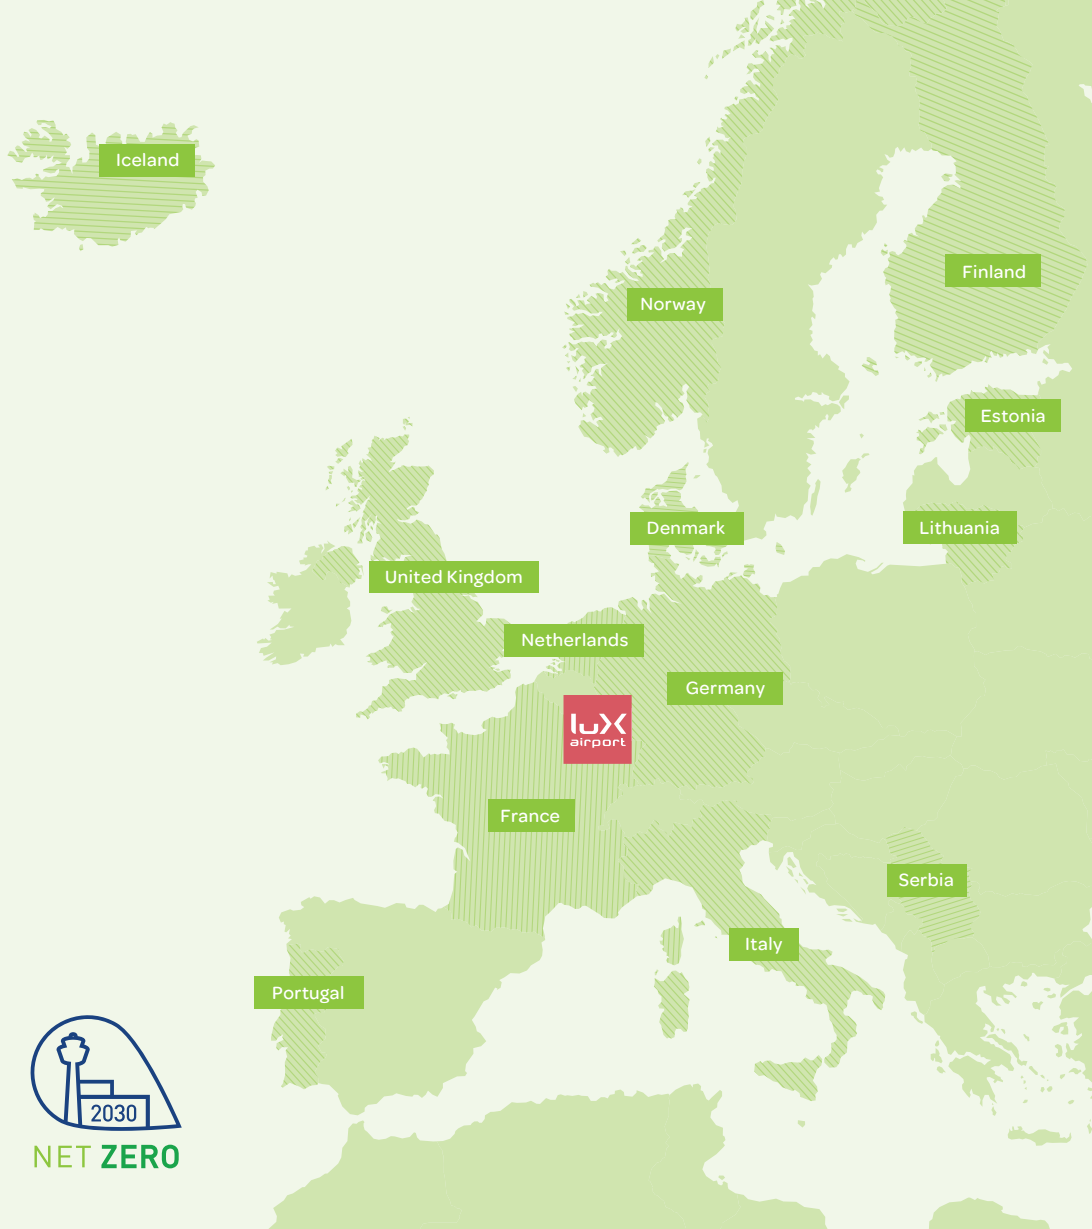 Iceland
Finland
Norway
Estonia
Denmark
Lithuania
United Kingdom
Netherlands
Germany
lux
airport
France
Serbia
Italy
Portugal
2030
NET ZERO